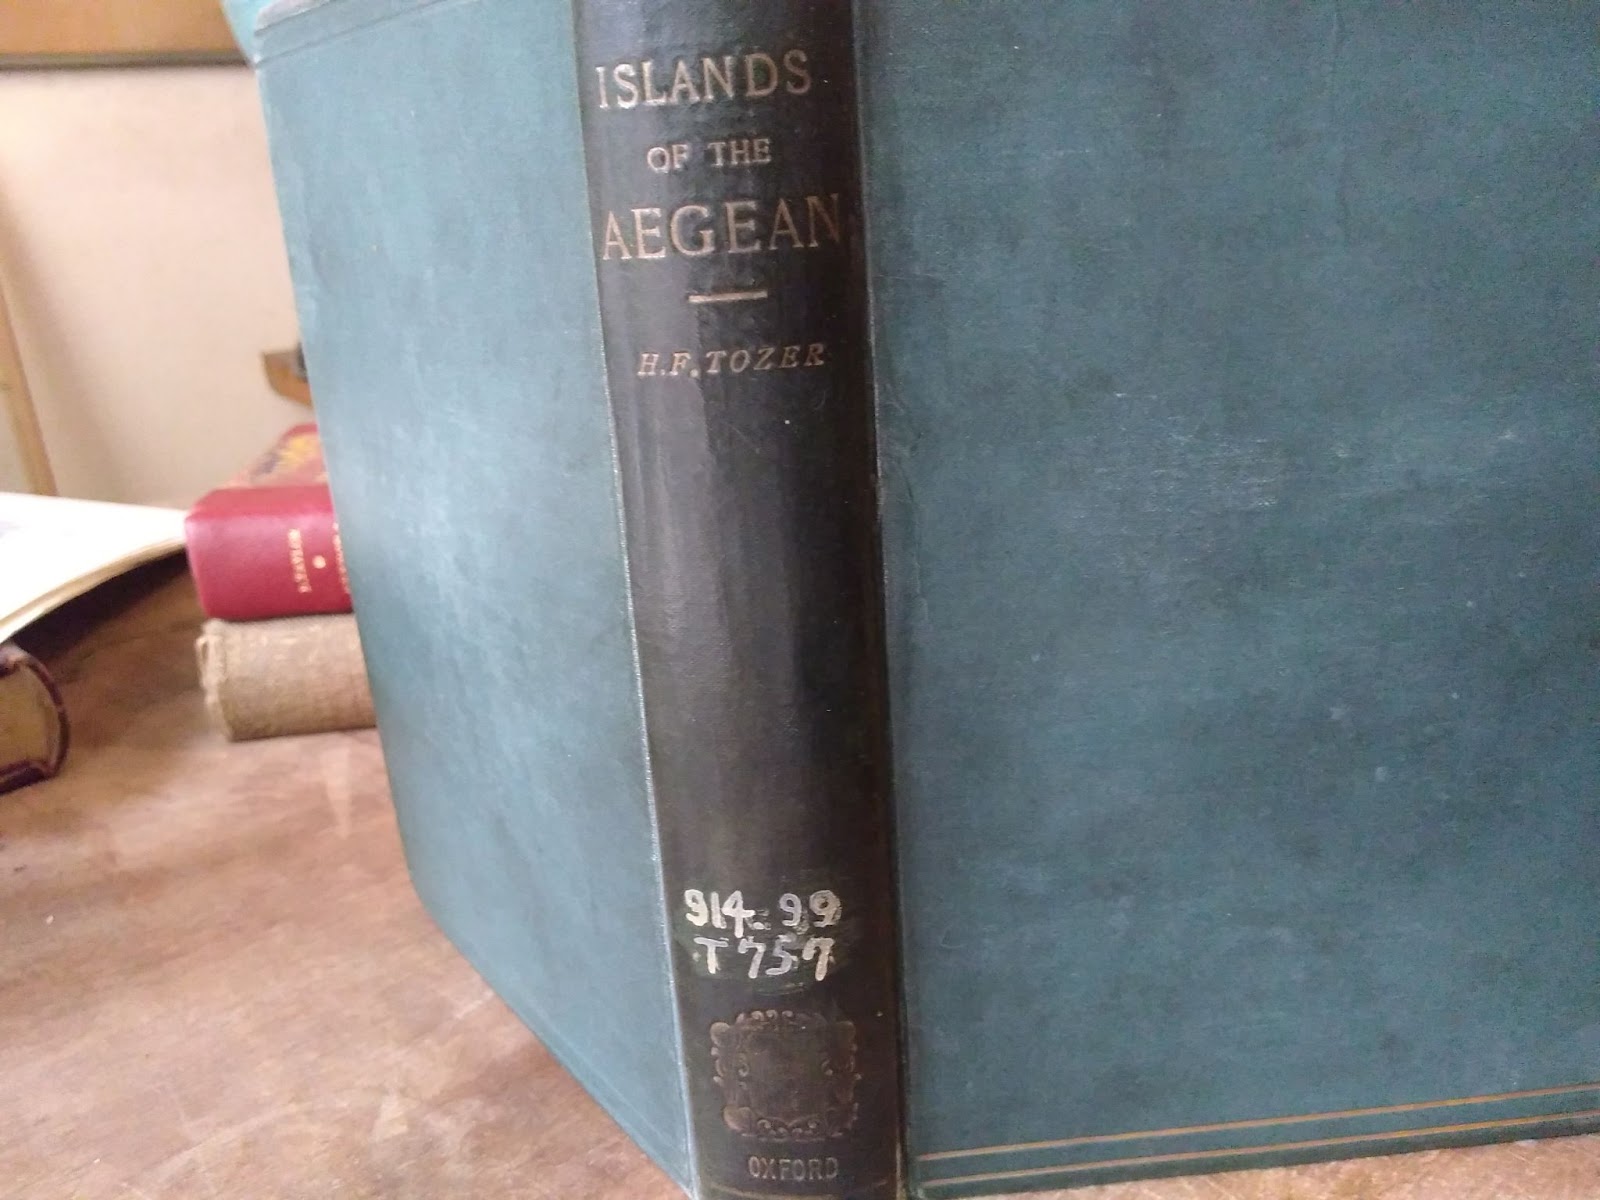 ISLANDS
OF THE
AEGEAN
H.F. TOZER
914.99
T757
OXFORD